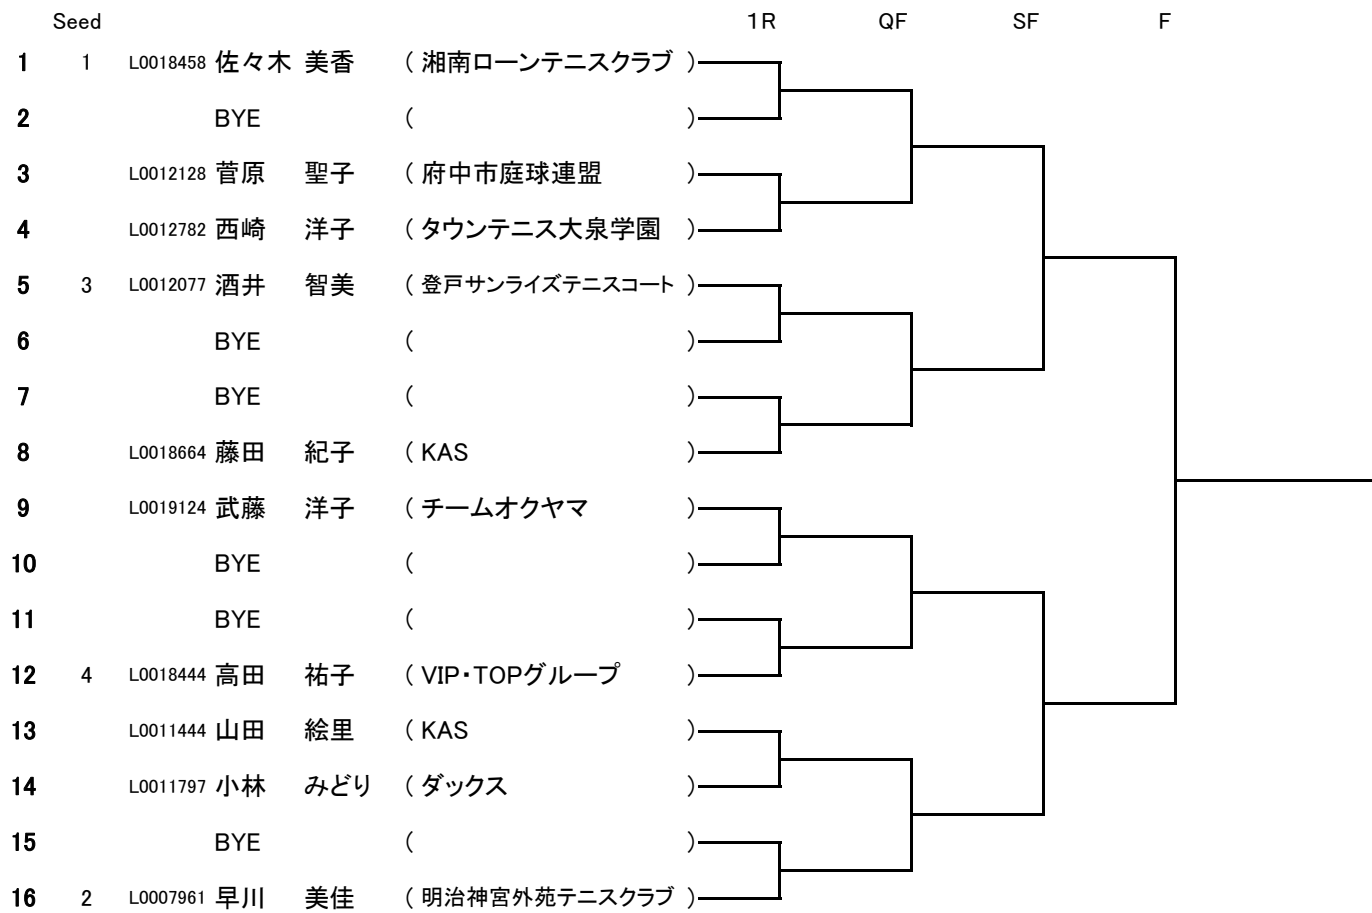 Seed 1R QF SF F
1 1 L0018458 佐々木 美香 ( 湘南ローンテニスクラブ )
2 BYE ( )
3 L0012128 菅原 聖子 ( 府中市庭球連盟 )
4 L0012782 西崎 洋子 ( タウンテニス大泉学園 )
5 3 L0012077 酒井 智美 ( 登戸サンライズテニスコート )
6 BYE ( )
7 BYE ( )
8 L0018664 藤田 紀子 ( KAS )
9 L0019124 武藤 洋子 ( チームオクヤマ )
10 BYE ( )
11 BYE ( )
12 4 L0018444 高田 祐子 ( VIP・TOPグループ )
13 L0011444 山田 絵里 ( KAS )
14 L0011797 小林 みどり ( ダックス )
15 BYE ( )
16 2 L0007961 早川 美佳 ( 明治神宮外苑テニスクラブ )